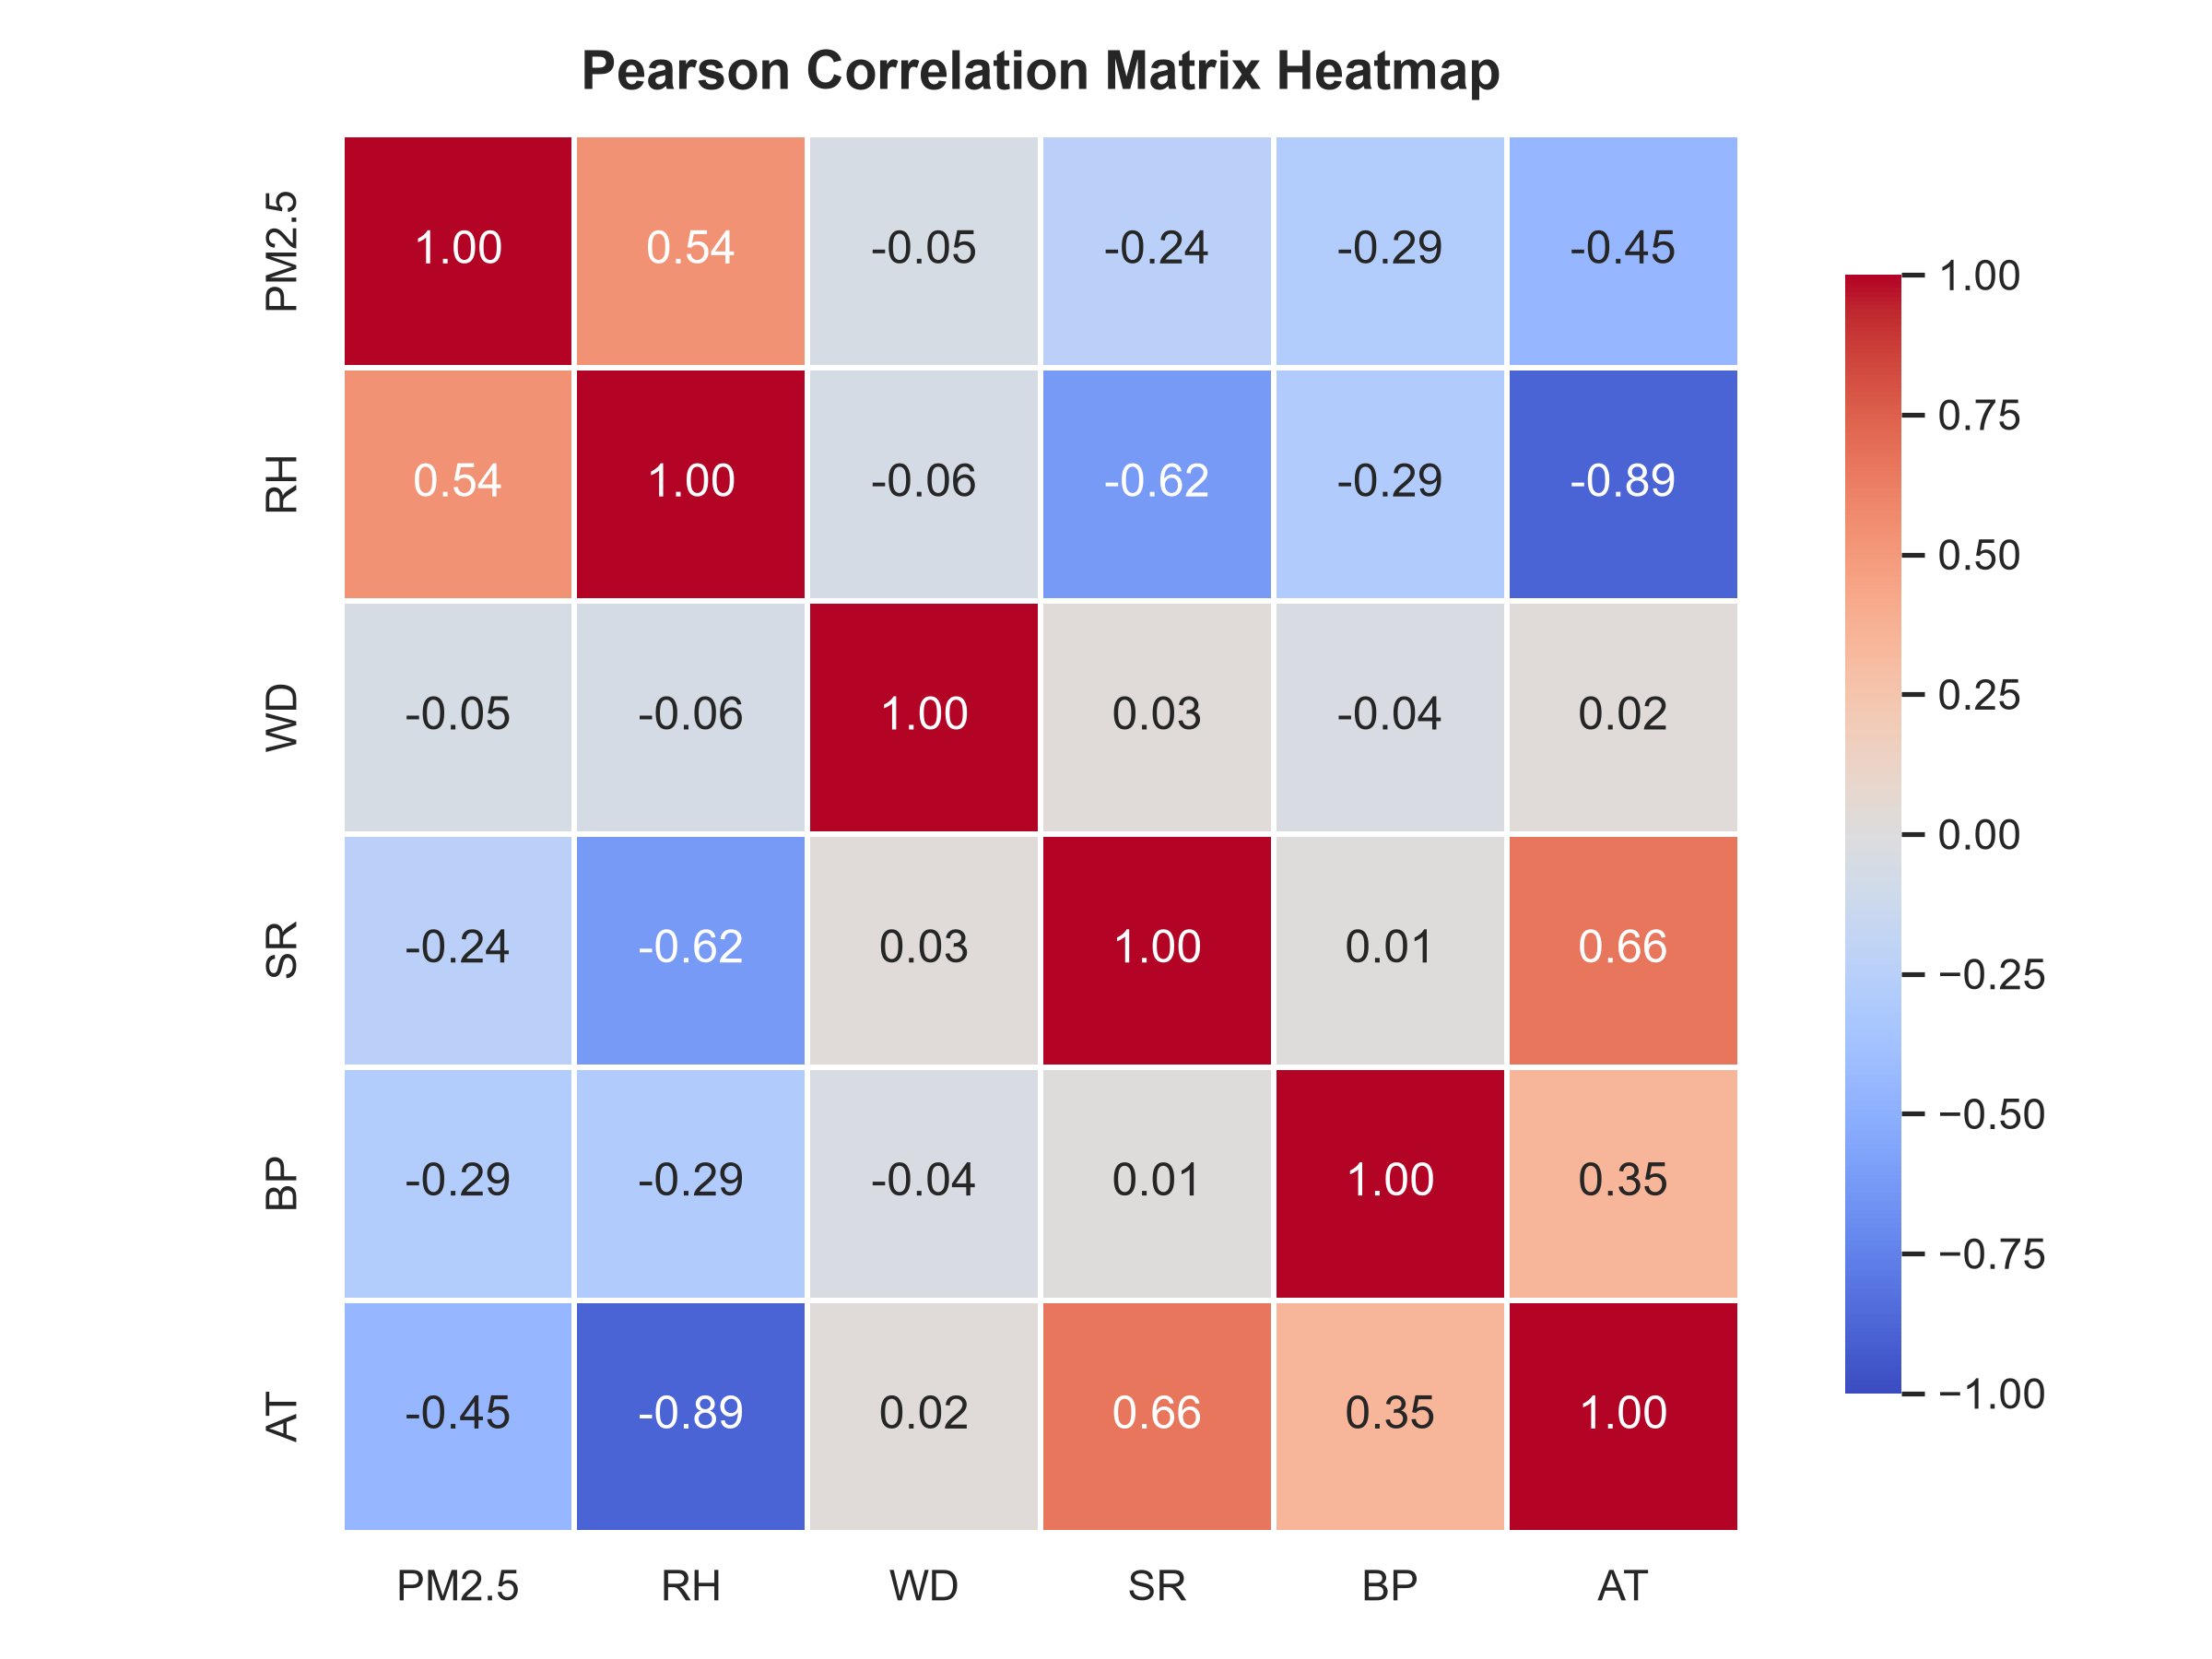 Pearson Correlation Matrix Heatmap
PM2.5 1.00 0.54 -0.05 -0.24 -0.29 -0.45
RH 0.54 1.00 -0.06 -0.62 -0.29 -0.89
WD -0.05 -0.06 1.00 0.03 -0.04 0.02
SR -0.24 -0.62 0.03 1.00 0.01 0.66
BP -0.29 -0.29 -0.04 0.01 1.00 0.35
AT -0.45 -0.89 0.02 0.66 0.35 1.00
PM2.5 RH WD SR BP AT
1.00
0.75
0.50
0.25
0.00
−0.25
−0.50
−0.75
−1.00